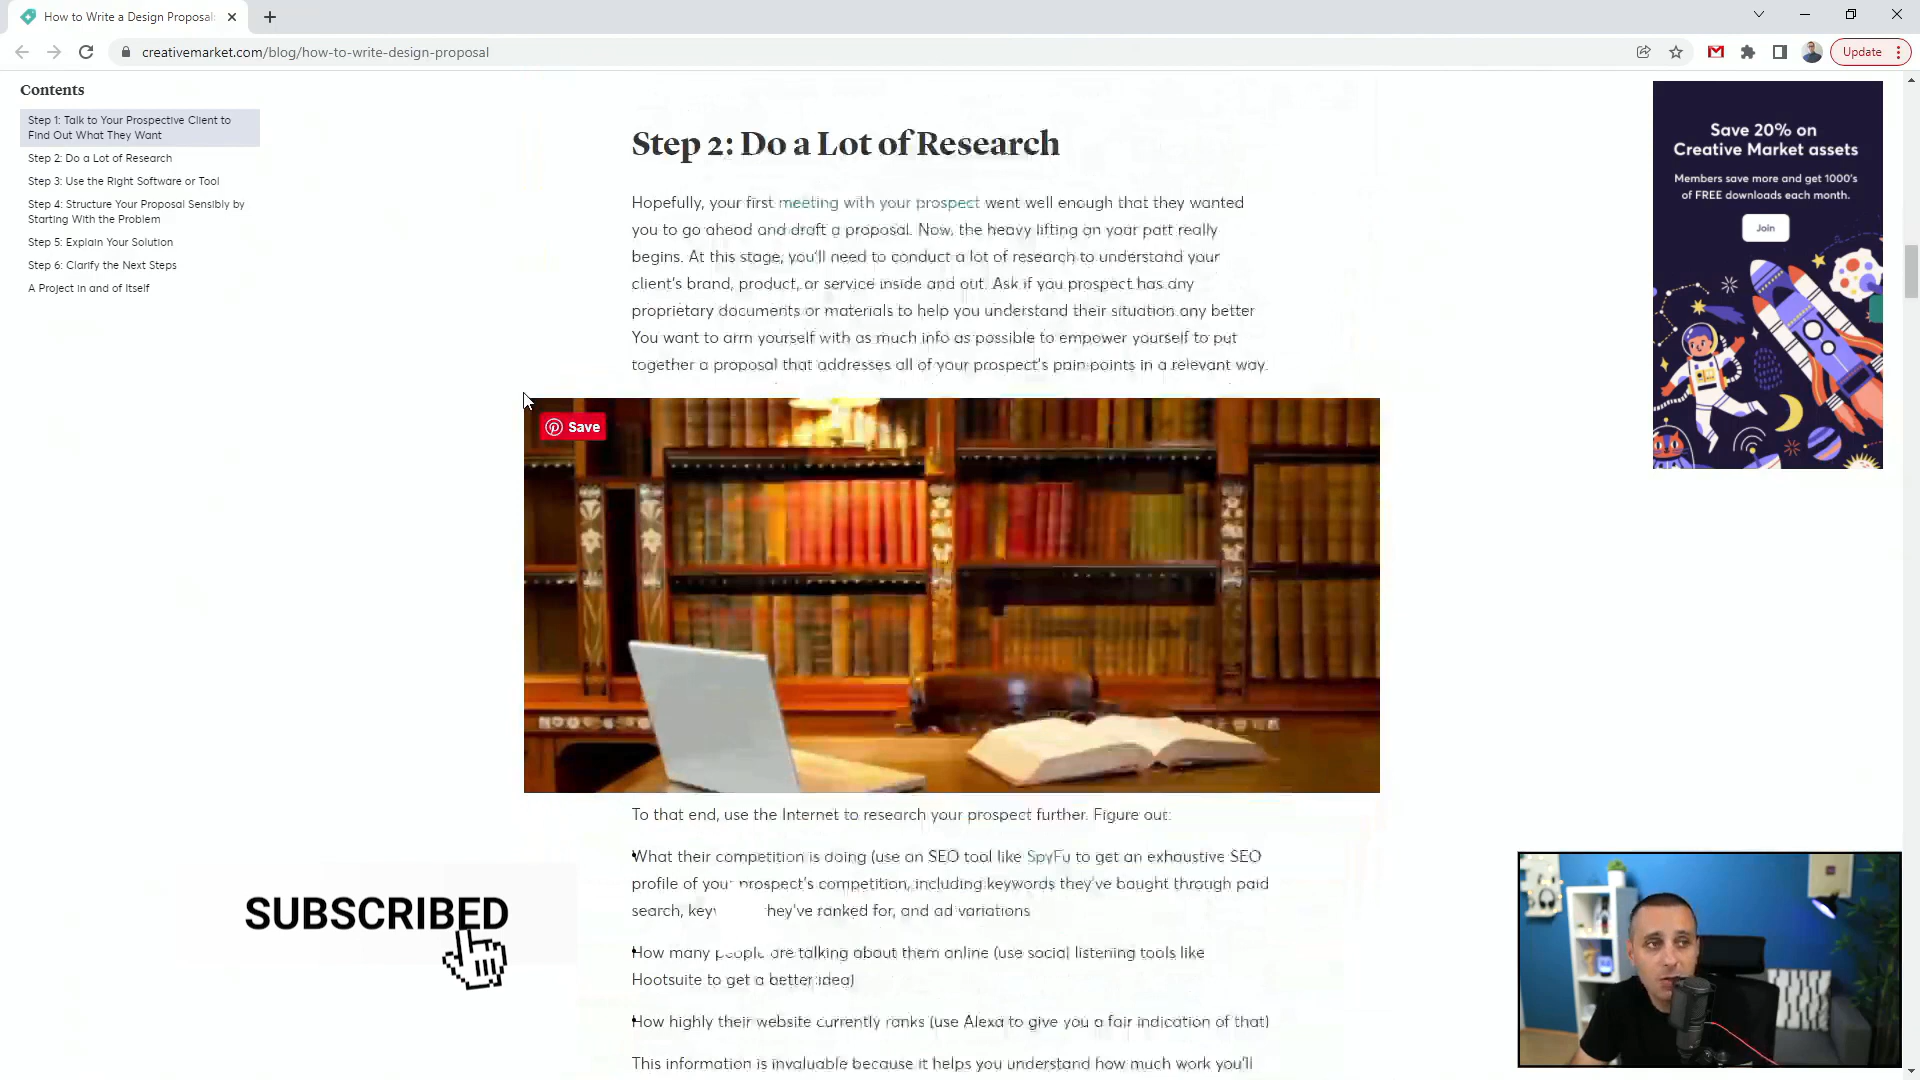 How to Write a Design Proposal:
creativemarket.com/blog/how-to-write-design-proposal
Update
Contents
Step 1: Talk to Your Prospective Client to
Find Out What They Want
Step 2: Do a Lot of Research
Step 3: Use the Right Software or Tool
Step 4: Structure Your Proposal Sensibly by
Starting With the Problem
Step 5: Explain Your Solution
Step 6: Clarify the Next Steps
A Project in and of Itself
Step 2: Do a Lot of Research
Hopefully, your first meeting with your prospect went well enough that they wanted
you to go ahead and draft a proposal. Now, the heavy lifting on your part really
begins. At this stage, you'll need to conduct a lot of research to understand your
client's brand, product, or service inside and out. Ask if you prospect has any
proprietary documents or materials to help you understand their situation any better
You want to arm yourself with as much info as possible to empower yourself to put
together a proposal that addresses all of your prospect's pain points in a relevant way.
Save
To that end, use the Internet to research your prospect further. Figure out:
•What their competition is doing (use an SEO tool like SpyFu to get an exhaustive SEO
profile of your prospect's competition, including keywords they've bought through paid
search, key they've ranked for, and ad variations
•How many people are talking about them online (use social listening tools like
Hootsuite to get a better idea)
•How highly their website currently ranks (use Alexa to give you a fair indication of that)
This information is invaluable because it helps you understand how much work you'll
Save 20% on
Creative Market assets
Members save more and get 1000's
of FREE downloads each month.
Join
SUBSCRIBED